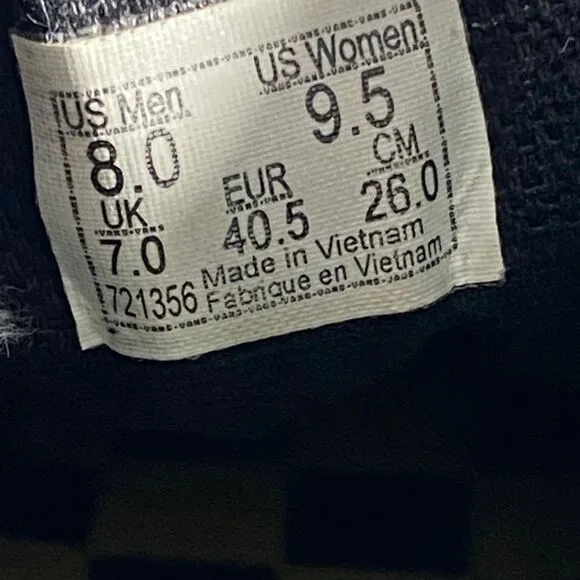 US Men US Women
8.0 9.5
UK EUR CM
7.0 40.5 26.0
721356 Made in Vietnam
Fabrique en Vietnam